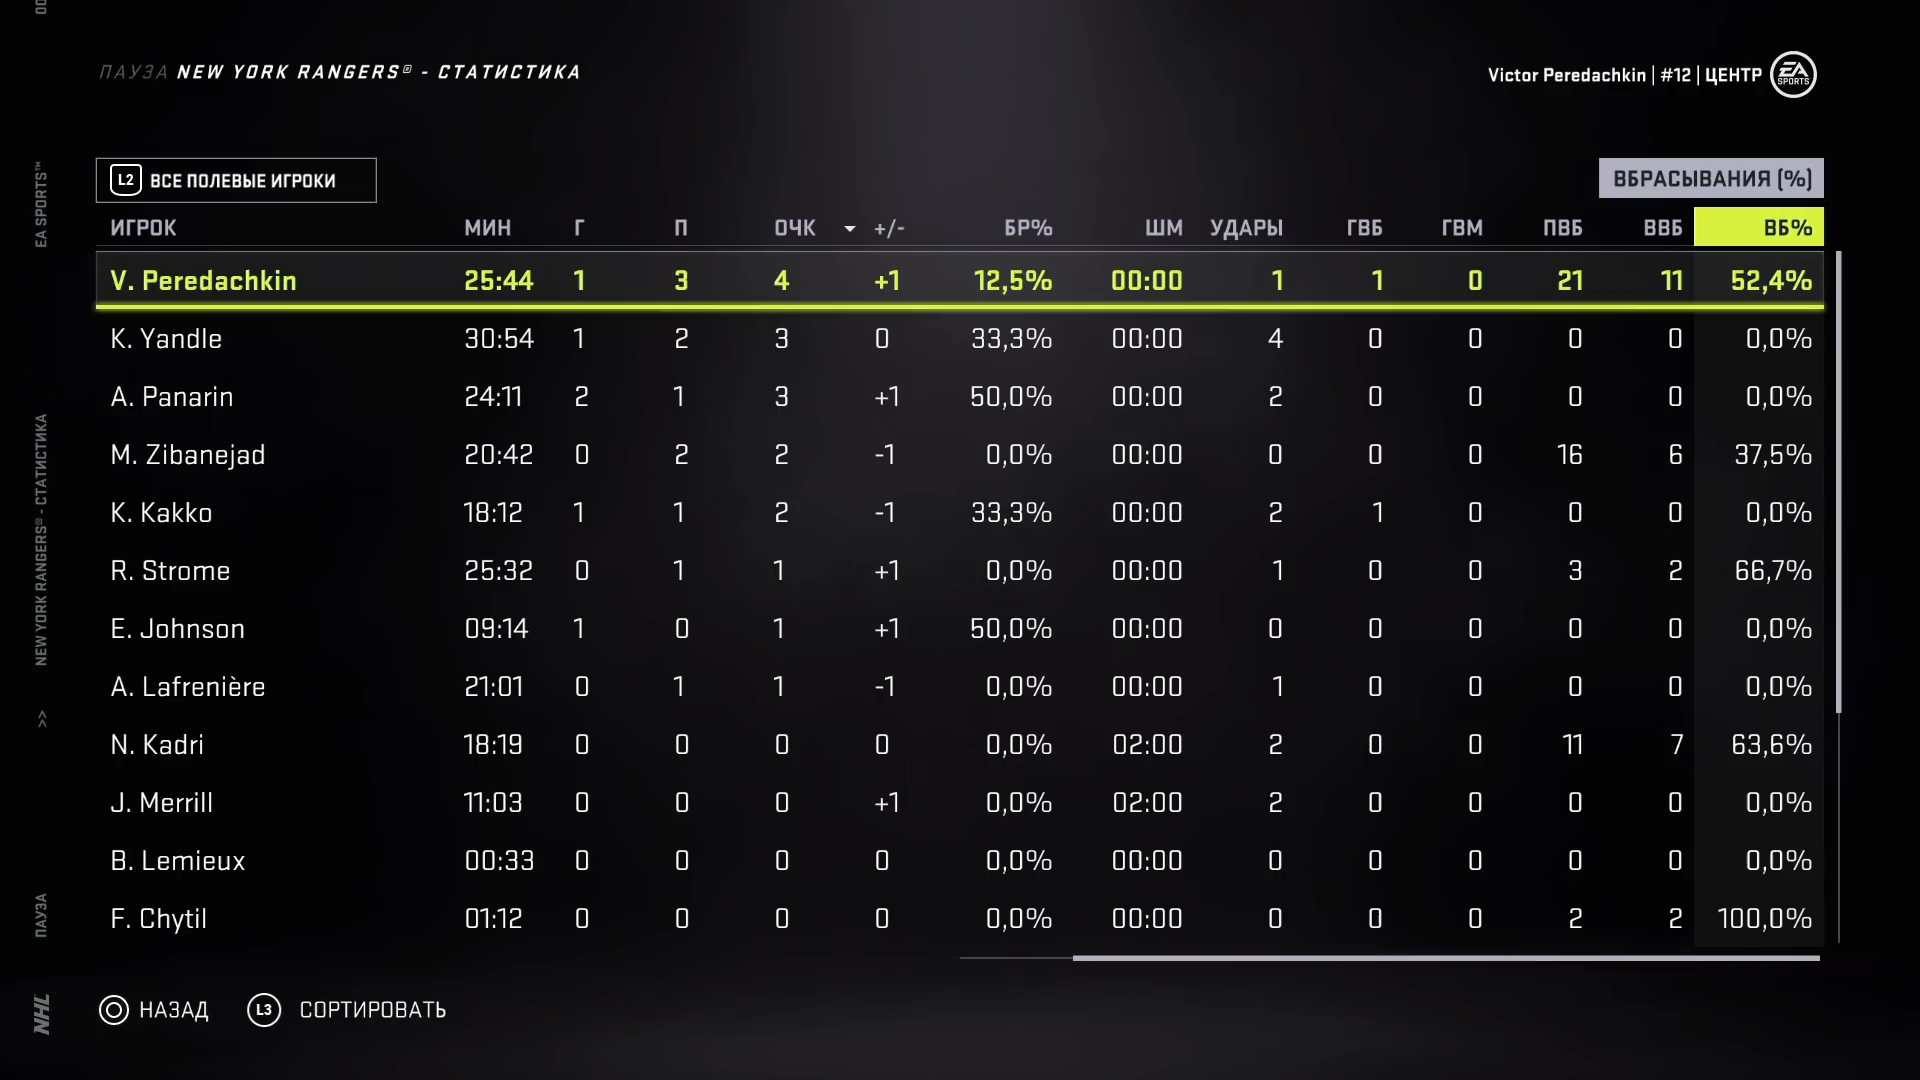 ПАУЗА NEW YORK RANGERS® - СТАТИСТИКА
Victor Peredachkin | #12 | ЦЕНТР
EA SPORTS
L2 ВСЕ ПОЛЕВЫЕ ИГРОКИ
ВБРАСЫВАНИЯ (%)
ИГРОК МИН Г П ОЧК +/- БР% ШМ УДАРЫ ГВБ ГВМ ПВБ ВВБ ВБ%
V. Peredachkin 25:44 1 3 4 +1 12,5% 00:00 1 1 0 21 11 52,4%
K. Yandle 30:54 1 2 3 0 33,3% 00:00 4 0 0 0 0 0,0%
A. Panarin 24:11 2 1 3 +1 50,0% 00:00 2 0 0 0 0 0,0%
M. Zibanejad 20:42 0 2 2 -1 0,0% 00:00 0 0 0 16 6 37,5%
K. Kakko 18:12 1 1 2 -1 33,3% 00:00 2 1 0 0 0 0,0%
R. Strome 25:32 0 1 1 +1 0,0% 00:00 1 0 0 3 2 66,7%
E. Johnson 09:14 1 0 1 +1 50,0% 00:00 0 0 0 0 0 0,0%
A. Lafrenière 21:01 0 1 1 -1 0,0% 00:00 1 0 0 0 0 0,0%
N. Kadri 18:19 0 0 0 0 0,0% 02:00 2 0 0 11 7 63,6%
J. Merrill 11:03 0 0 0 +1 0,0% 02:00 2 0 0 0 0 0,0%
B. Lemieux 00:33 0 0 0 0 0,0% 00:00 0 0 0 0 0 0,0%
F. Chytil 01:12 0 0 0 0 0,0% 00:00 0 0 0 2 2 100,0%
НАЗАД L3 СОРТИРОВАТЬ
NHL ПАУЗА >> NEW YORK RANGERS® - СТАТИСТИКА EA SPORTS™